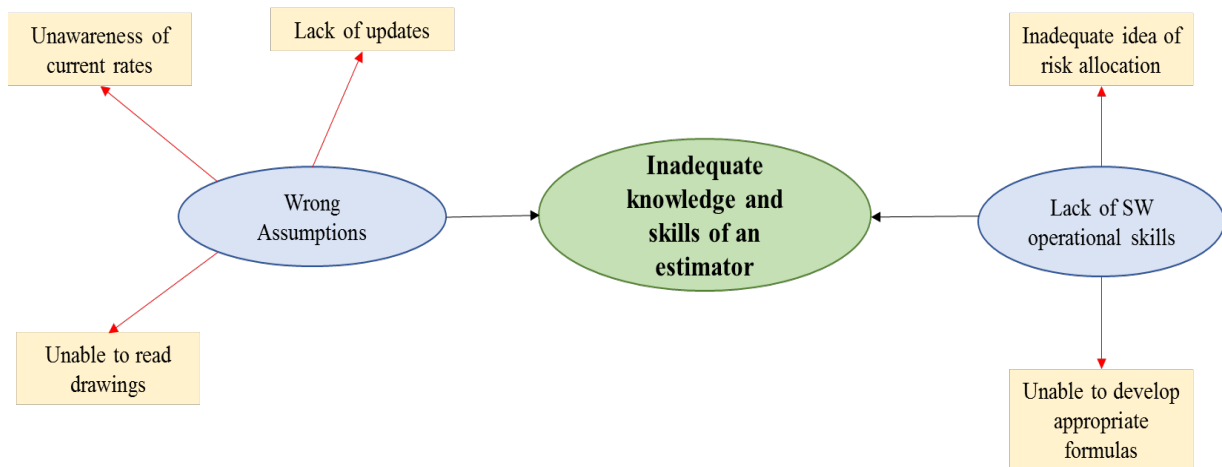 Unawareness of
current rates
Lack of updates
Inadequate idea of
risk allocation
Wrong
Assumptions
Inadequate
knowledge and
skills of an
estimator
Lack of SW
operational skills
Unable to read
drawings
Unable to develop
appropriate
formulas